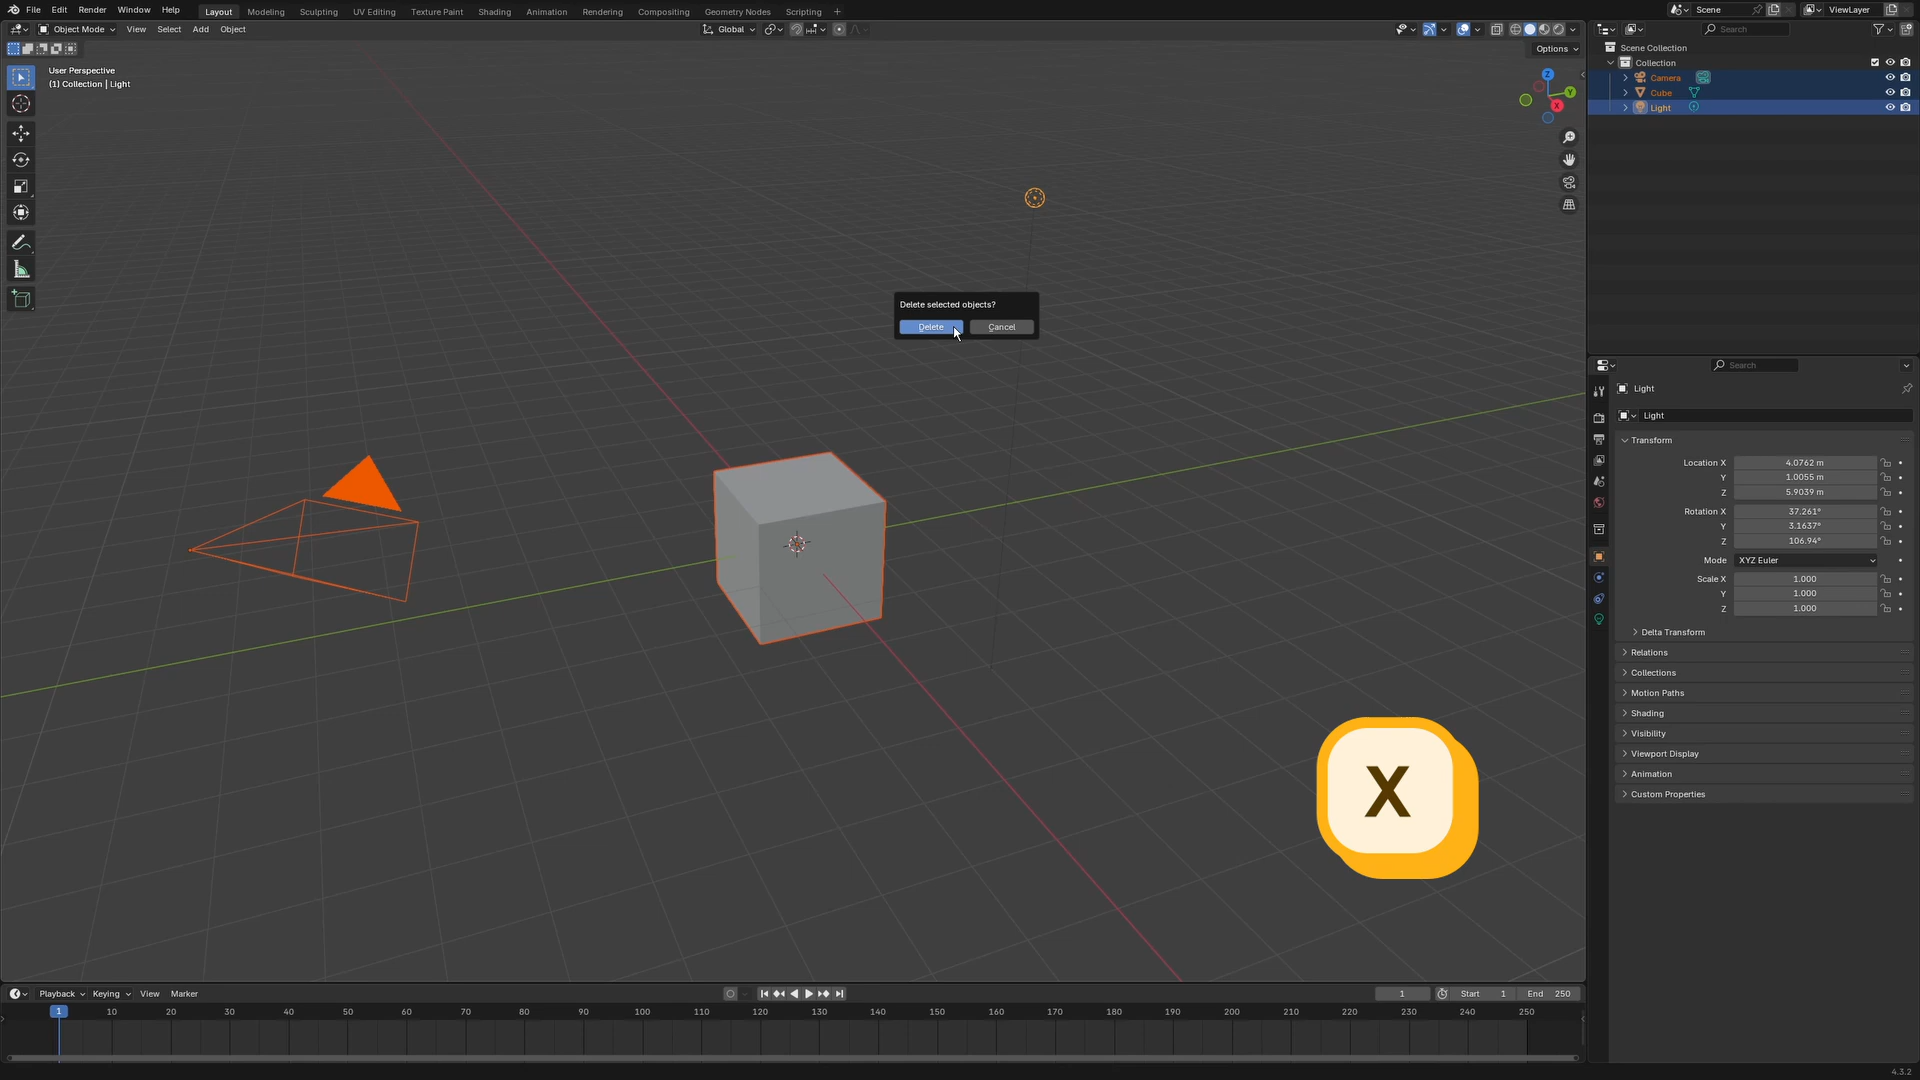 File Edit Render Window Help Layout Modeling Sculpting UV Editing Texture Paint Shading Animation Rendering Compositing Geometry Nodes Scripting + Scene ViewLayer
Object Mode View Select Add Object Global Search
Options
User Perspective
(1) Collection | Light
Z
Y
X
Scene Collection
Collection
Camera
Cube
Light
Delete selected objects?
Delete Cancel
Search
Light
Light
Transform
Location X 4.0762 m
Y 1.0055 m
Z 5.9039 m
Rotation X 37.261°
Y 3.1637°
Z 106.94°
Mode XYZ Euler
Scale X 1.000
Y 1.000
Z 1.000
Delta Transform
Relations
Collections
Motion Paths
Shading
Visibility
Viewport Display
Animation
Custom Properties
X
Playback Keying View Marker 1 Start 1 End 250
1 10 20 30 40 50 60 70 80 90 100 110 120 130 140 150 160 170 180 190 200 210 220 230 240 250
4.3.2